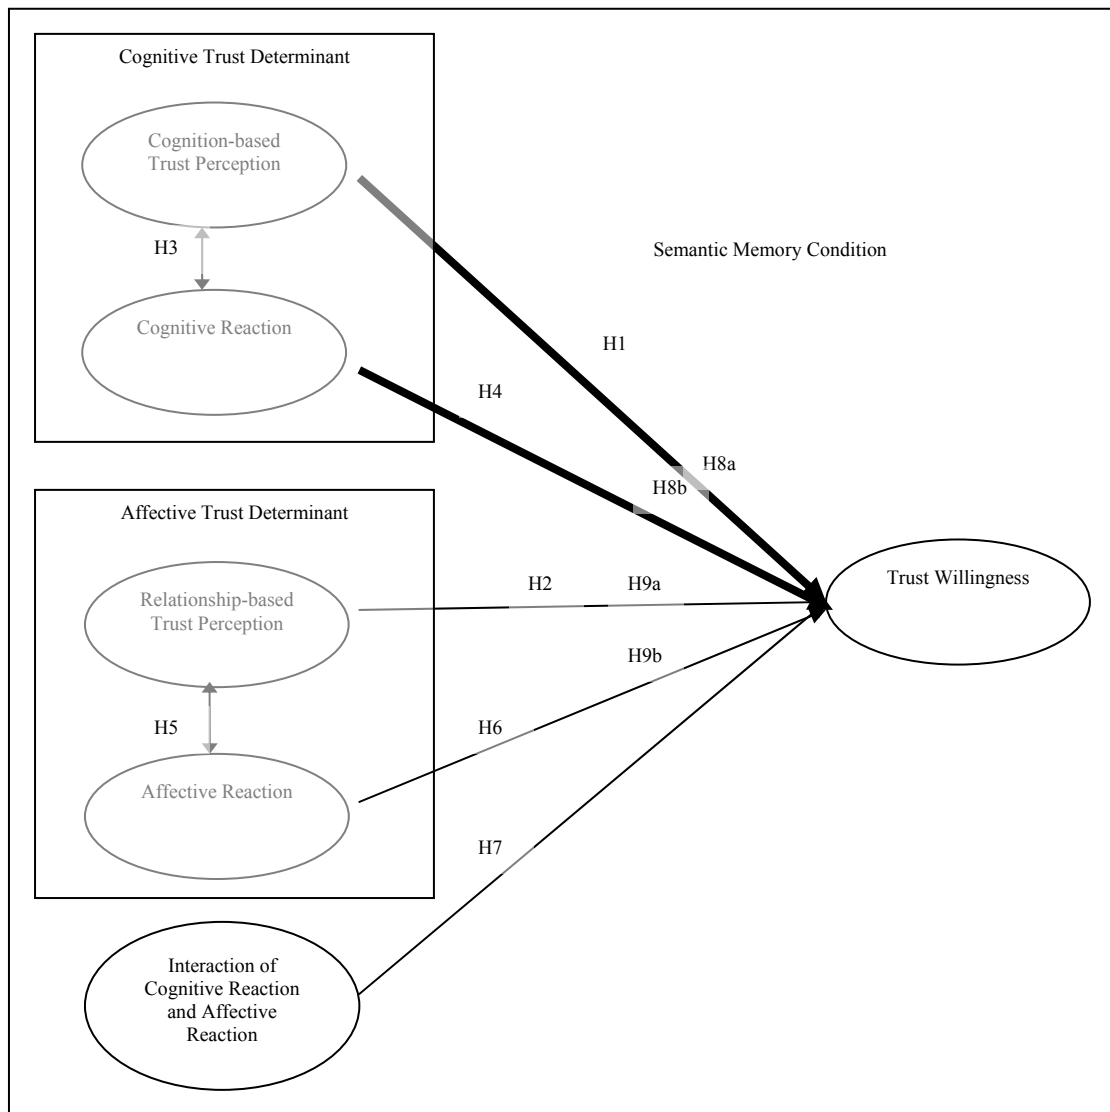 Cognitive Trust Determinant
Cognition-based
Trust Perception
H3
Cognitive Reaction
Semantic Memory Condition
H1
H4
H8a
H8b
Affective Trust Determinant
Relationship-based
Trust Perception
H2
H9a
Trust Willingness
H9b
H5
H6
Affective Reaction
H7
Interaction of
Cognitive Reaction
and Affective
Reaction